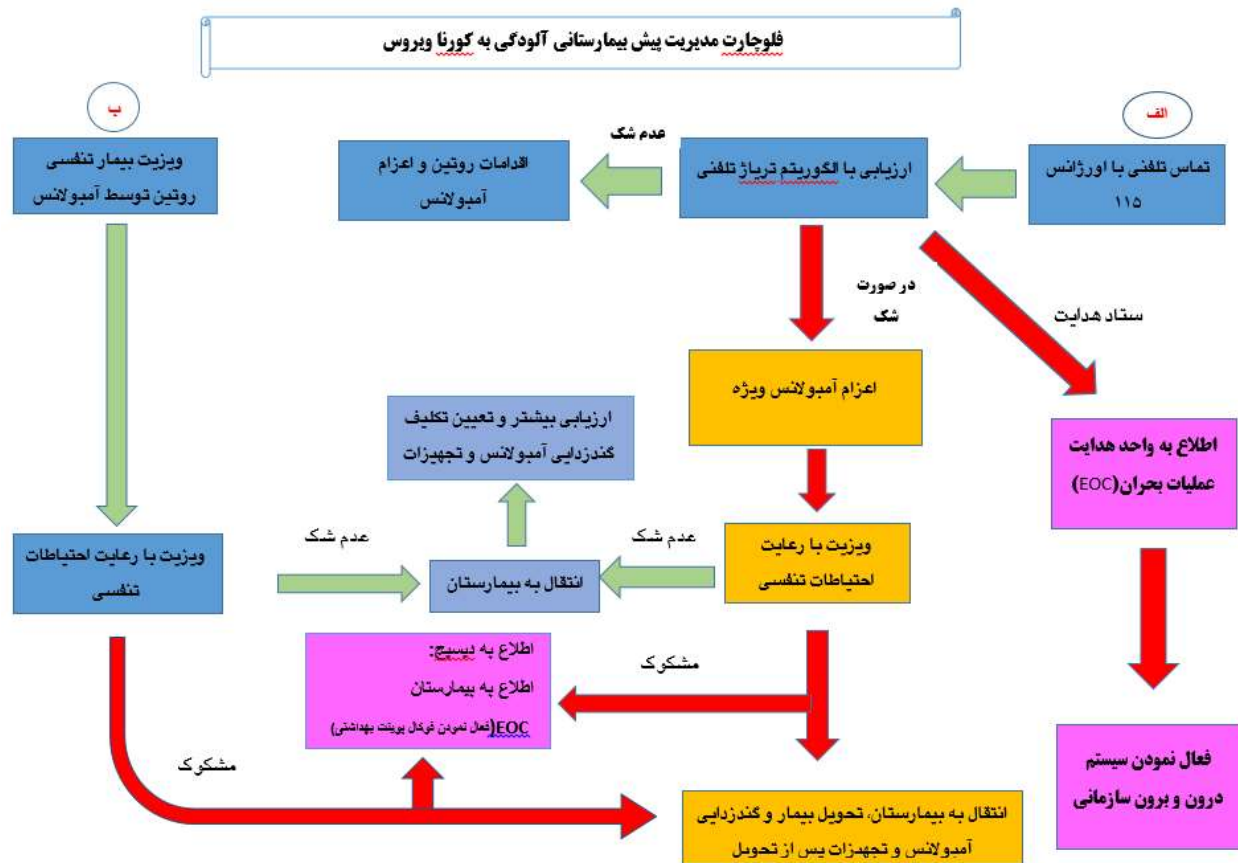 فلوچارت مدیریت پیش بیمارستانی آلودگی به کورنا ویروس
الف
تماس تلفنی با اورژانس
۱۱۵
ارزیابی با الگوریتم تریاژ تلفنی
عدم شک
اقدامات روتین و اعزام
آمبولانس
در صورت
شک
ستاد هدایت
اعزام آمبولانس ویژه
اطلاع به واحد هدایت
عملیات بحران(EOC)
ویزیت با رعایت
احتیاطات تنفسی
عدم شک
انتقال به بیمارستان
ارزیابی بیشتر و تعیین تکلیف
گندزدایی آمبولانس و تجهیزات
مشکوک
اطلاع به دیسپچ:
اطلاع به بیمارستان
EOC(فعال نمودن فوکال پوینت بهداشتی)
فعال نمودن سیستم
درون و برون سازمانی
انتقال به بیمارستان، تحویل بیمار و گندزدایی
آمبولانس و تجهیزات پس از تحویل
ب
ویزیت بیمار تنفسی
روتین توسط آمبولانس
ویزیت با رعایت احتیاطات
تنفسی
عدم شک
مشکوک